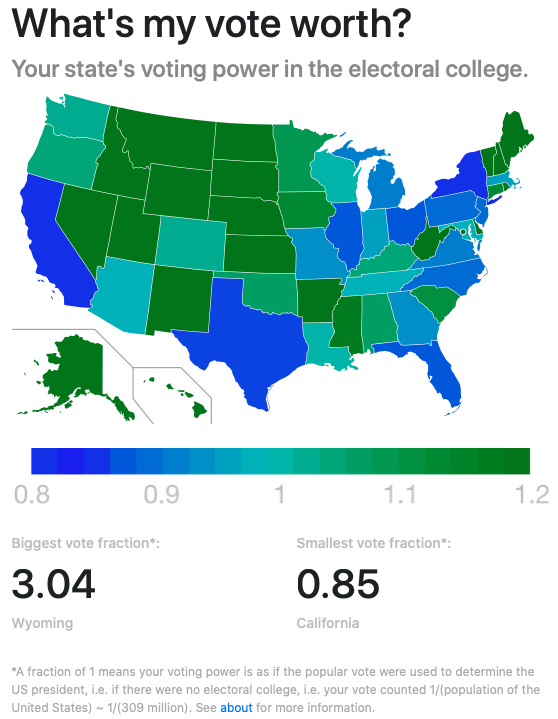 What's my vote worth?
Your state's voting power in the electoral college.
0.8 0.9 1 1.1 1.2
Biggest vote fraction*: Smallest vote fraction*:
3.04 0.85
Wyoming California
*A fraction of 1 means your voting power is as if the popular vote were used to determine the
US president, i.e. if there were no electoral college, i.e. your vote counted 1/(population of the
United States) ~ 1/(309 million). See about for more information.